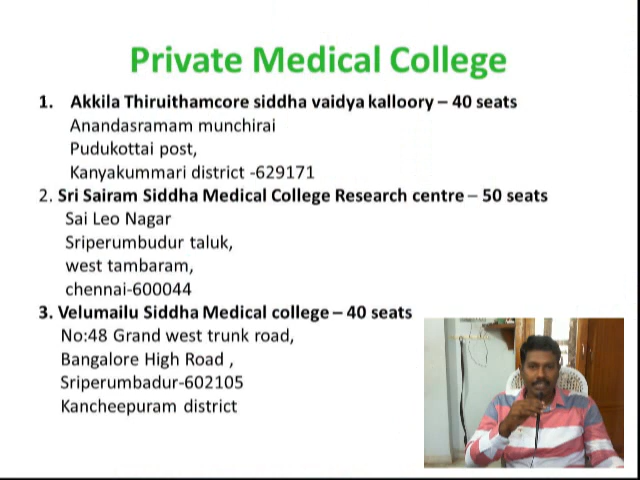 Private Medical College
1. Akkila Thiruithamcore siddha vaidya kalloory – 40 seats
Anandasramam munchirai
Pudukottai post,
Kanyakummari district -629171
2. Sri Sairam Siddha Medical College Research centre – 50 seats
Sai Leo Nagar
Sriperumbudur taluk,
west tambaram,
chennai-600044
3. Velumailu Siddha Medical college – 40 seats
No:48 Grand west trunk road,
Bangalore High Road ,
Sriperumbadur-602105
Kancheepuram district